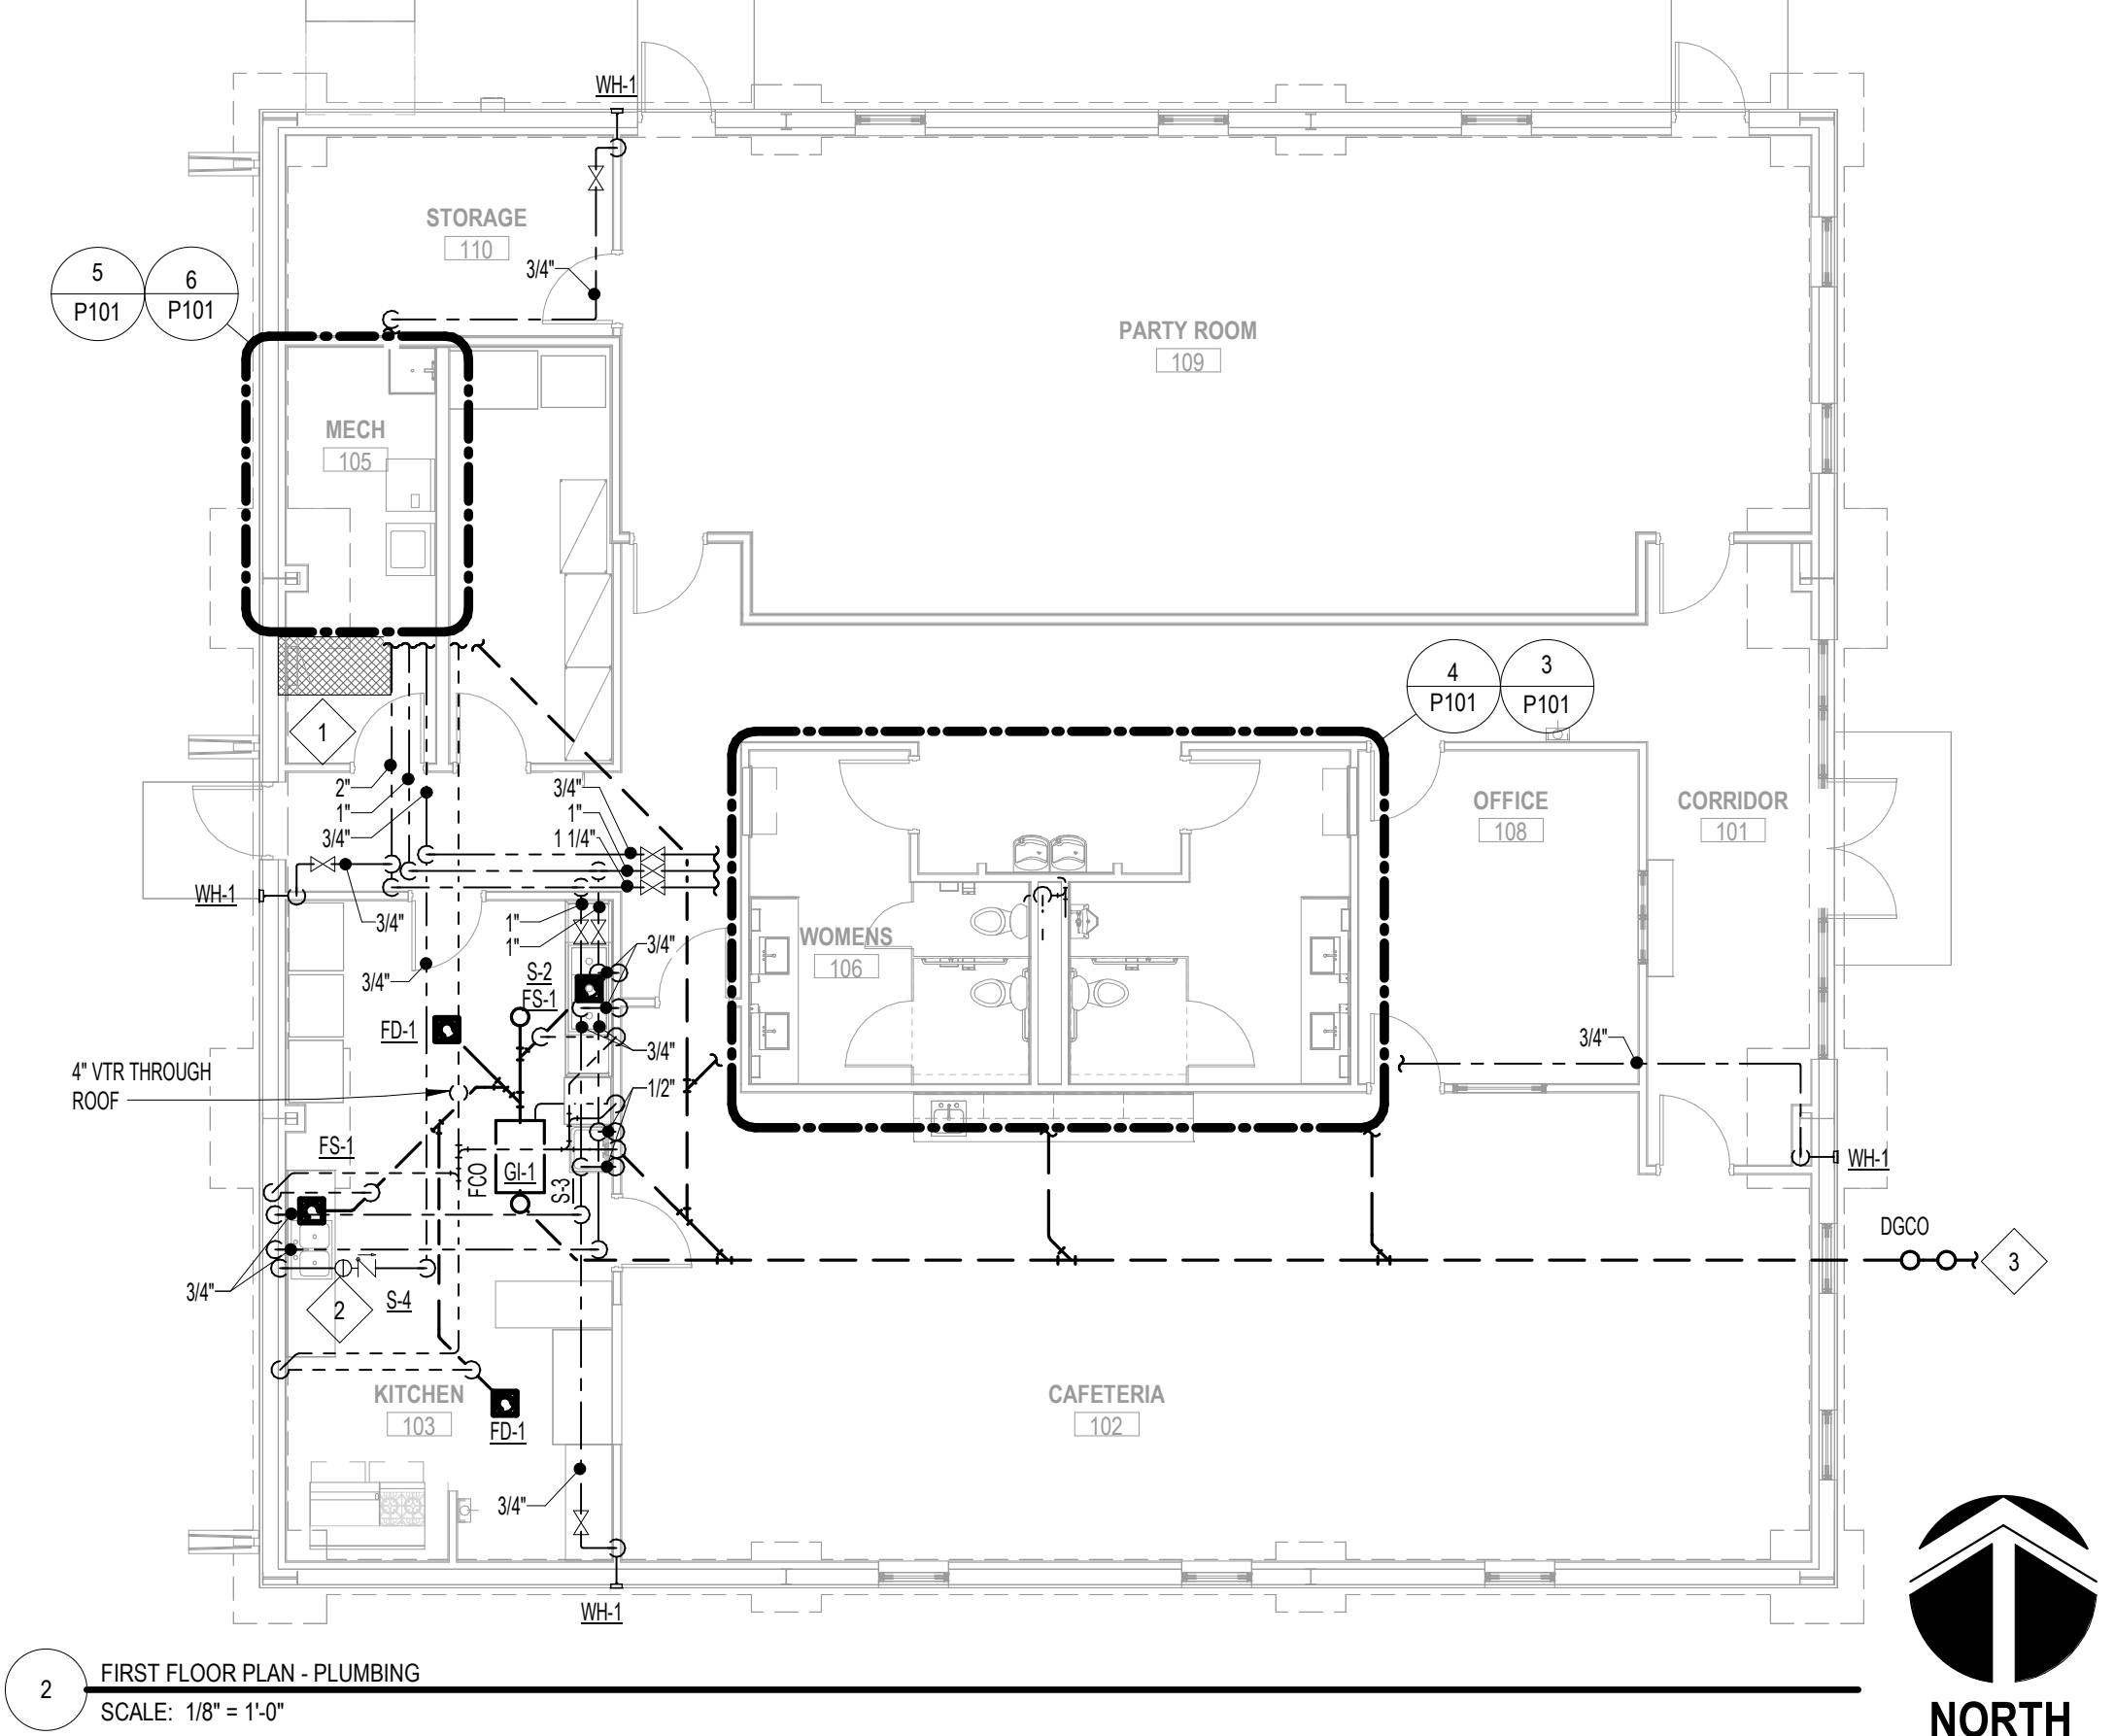 WH-1
STORAGE
110
3/4"
5
P101
6
P101
PARTY ROOM
109
MECH
105
4
P101
3
P101
1
2"
1"
3/4"
3/4"
1"
1 1/4"
OFFICE
108
CORRIDOR
101
WH-1
3/4"
1"
1"
3/4"
WOMENS
106
3/4"
S-2
FS-1
FD-1
3/4"
3/4"
4" VTR THROUGH
ROOF
1/2"
FS-1
FCO
GI-1
S-3
WH-1
DGCO
3
3/4"
2
S-4
KITCHEN
103
FD-1
CAFETERIA
102
3/4"
WH-1
2
FIRST FLOOR PLAN - PLUMBING
SCALE: 1/8" = 1'-0"
NORTH